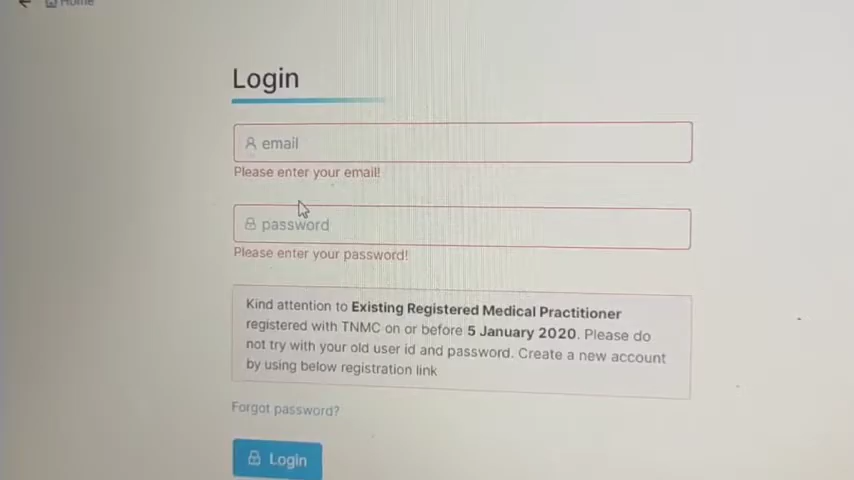 Home
Login
email
Please enter your email!
password
Please enter your password!
Kind attention to Existing Registered Medical Practitioner
registered with TNMC on or before 5 January 2020. Please do
not try with your old user id and password. Create a new account
by using below registration link
Forgot password?
Login